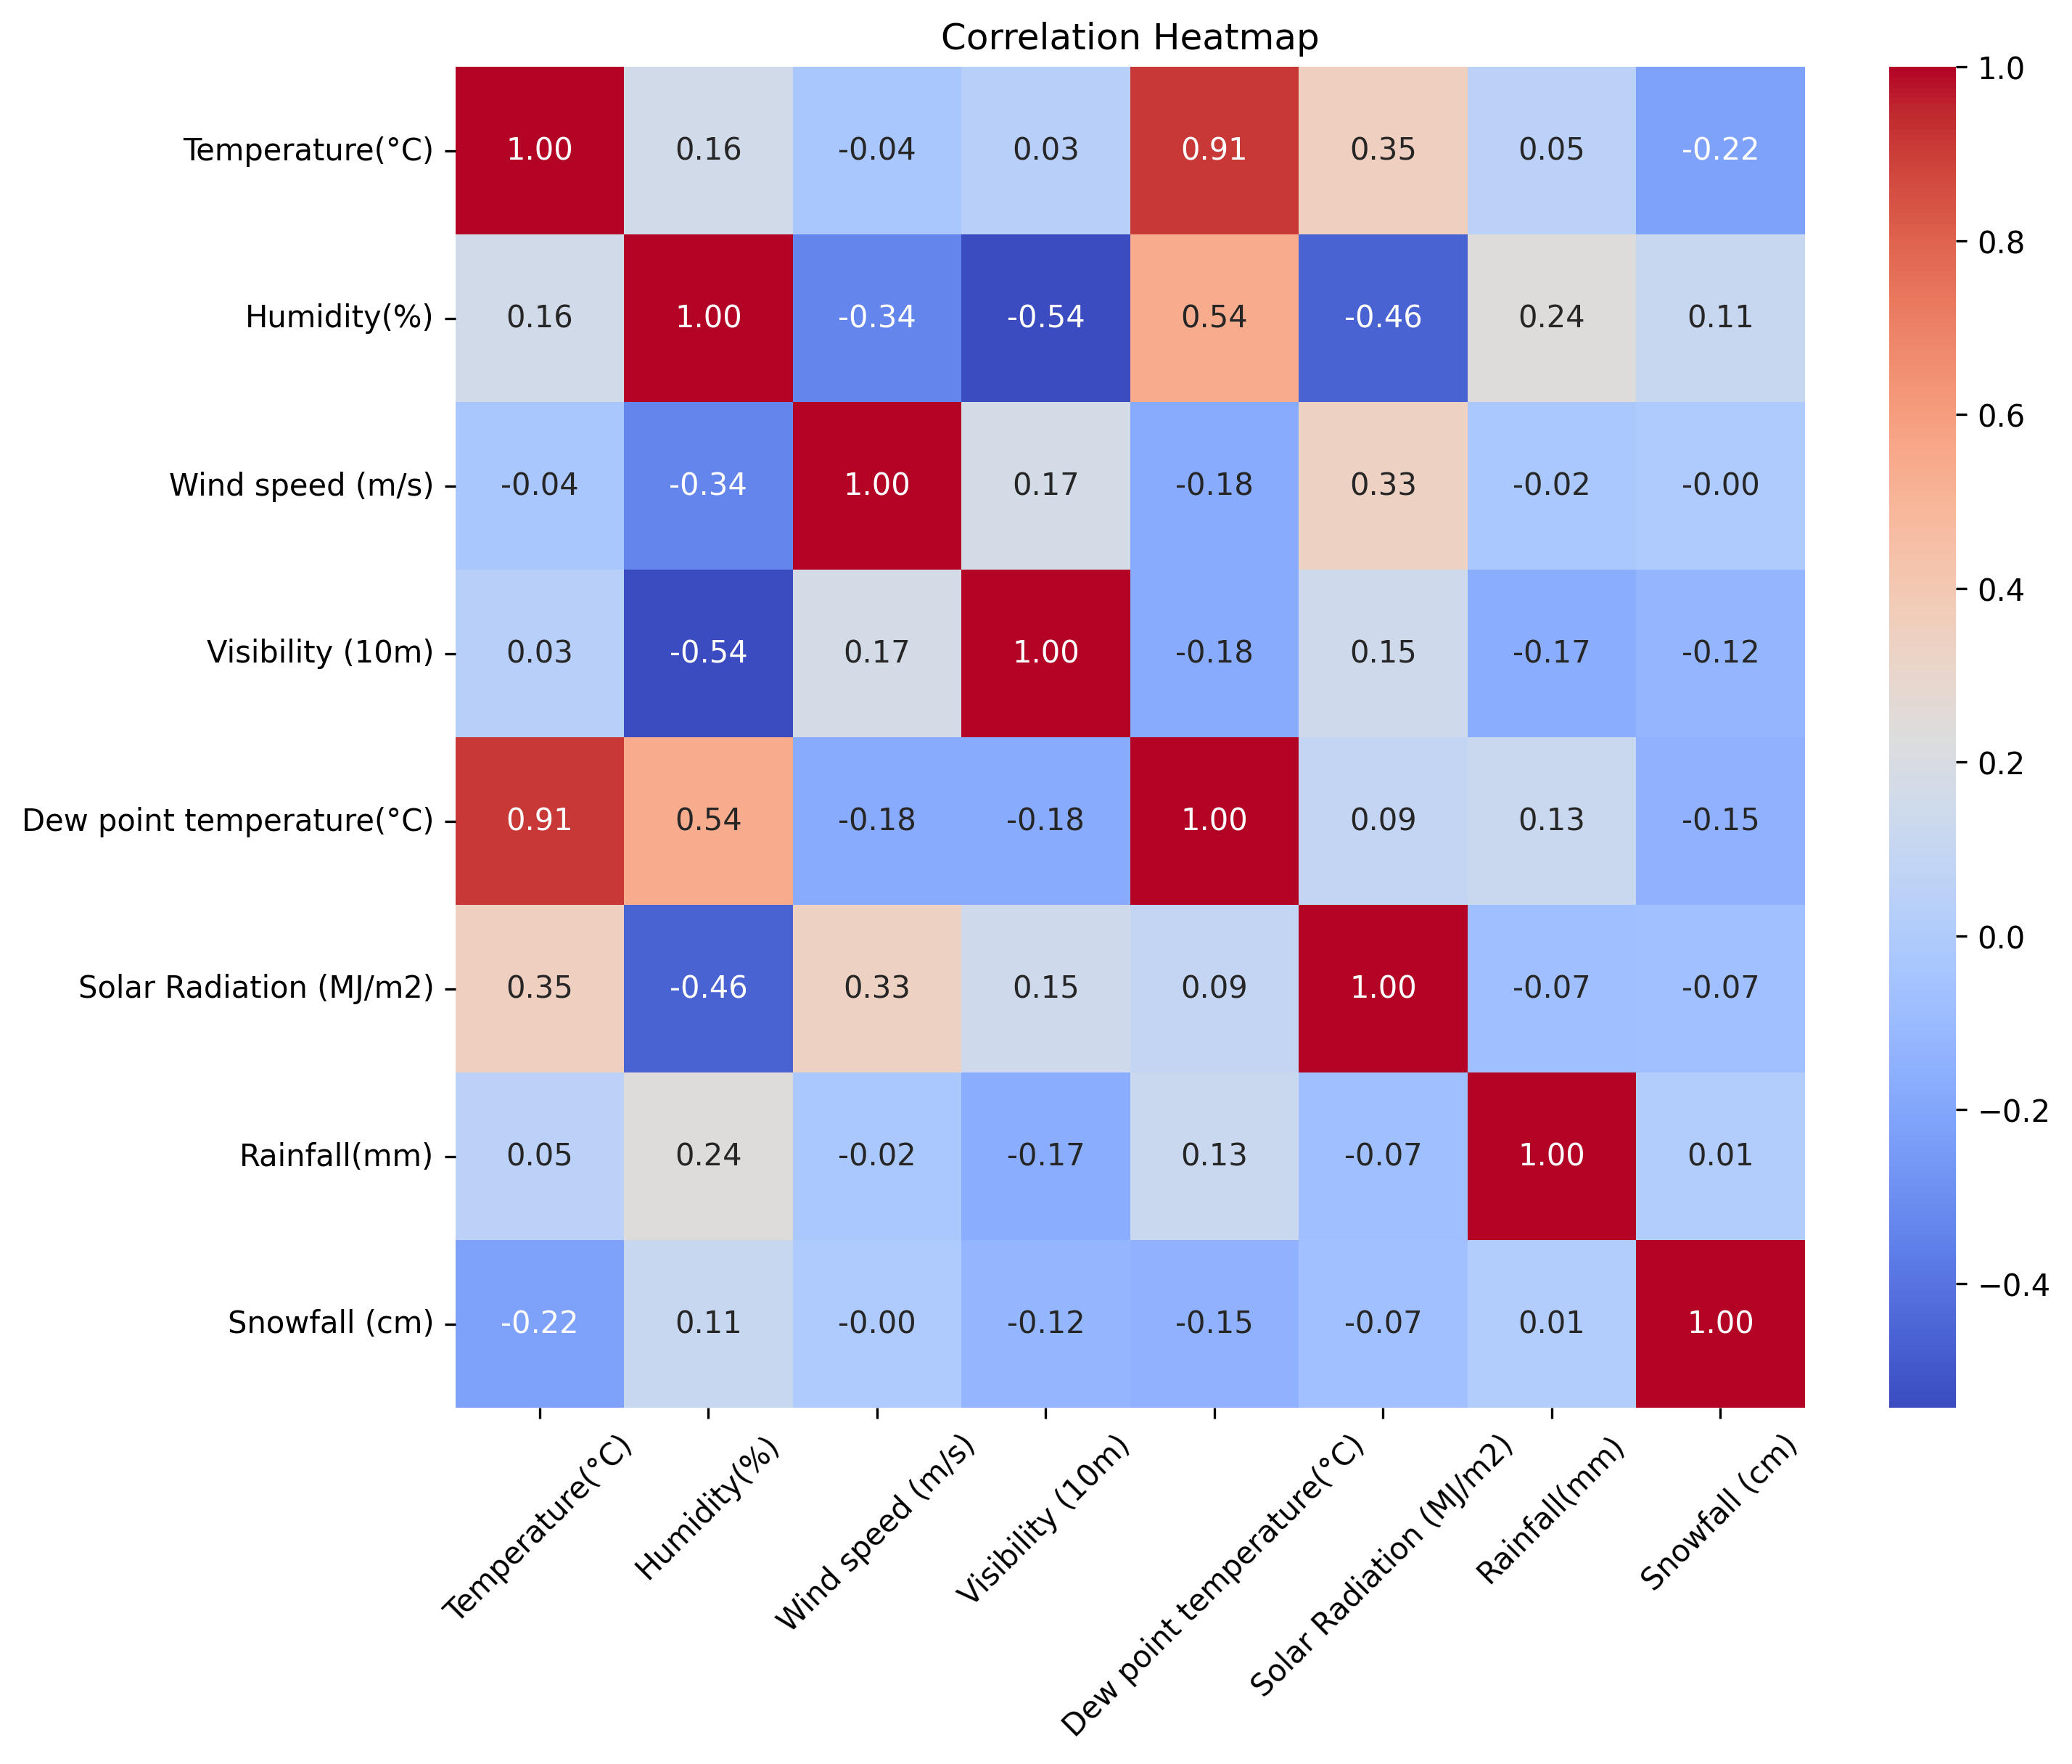 Correlation Heatmap
Temperature(°C) 1.00 0.16 -0.04 0.03 0.91 0.35 0.05 -0.22
Humidity(%) 0.16 1.00 -0.34 -0.54 0.54 -0.46 0.24 0.11
Wind speed (m/s) -0.04 -0.34 1.00 0.17 -0.18 0.33 -0.02 -0.00
Visibility (10m) 0.03 -0.54 0.17 1.00 -0.18 0.15 -0.17 -0.12
Dew point temperature(°C) 0.91 0.54 -0.18 -0.18 1.00 0.09 0.13 -0.15
Solar Radiation (MJ/m2) 0.35 -0.46 0.33 0.15 0.09 1.00 -0.07 -0.07
Rainfall(mm) 0.05 0.24 -0.02 -0.17 0.13 -0.07 1.00 0.01
Snowfall (cm) -0.22 0.11 -0.00 -0.12 -0.15 -0.07 0.01 1.00
Temperature(°C)
Humidity(%)
Wind speed (m/s)
Visibility (10m)
Dew point temperature(°C)
Solar Radiation (MJ/m2)
Rainfall(mm)
Snowfall (cm)
1.0
0.8
0.6
0.4
0.2
0.0
−0.2
−0.4